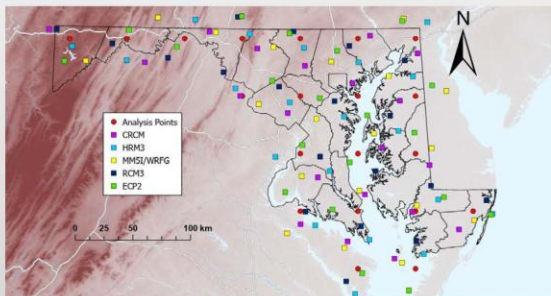 N
Analysis Points
CRCM
HRM3
MM5I/WRFG
RCM3
ECP2
0 25 50 100 km